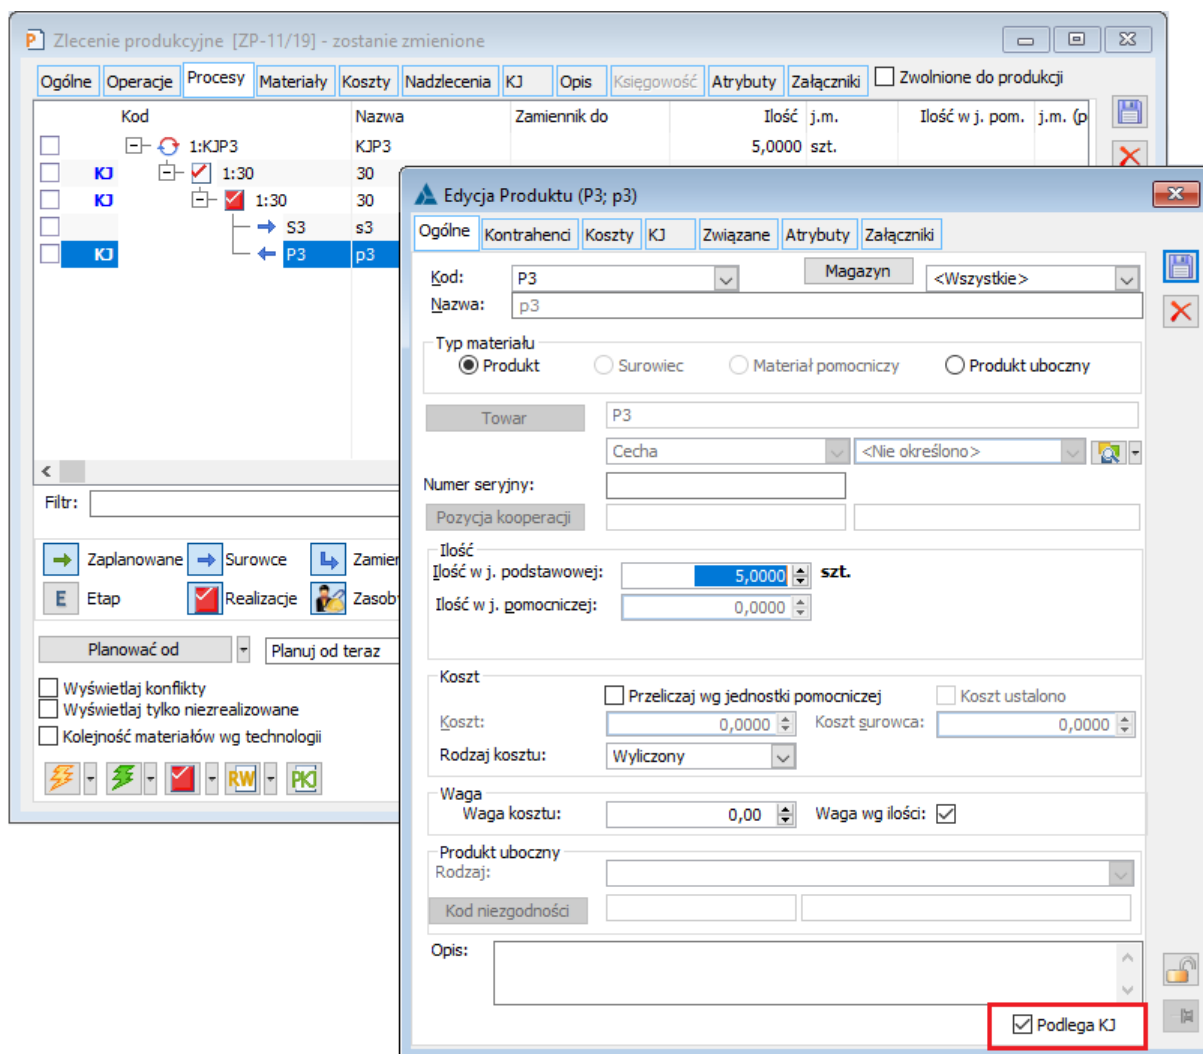 Zlecenie produkcyjne [ZP-11/19] - zostanie zmienione
Ogólne Operacje Procesy Materiały Koszty Nadzlecenia KJ Opis Księgowość Atrybuty Załączniki Zwolnione do produkcji
Kod Nazwa Zamiennik do Ilość j.m. Ilość w j. pom. j.m. (p
1:KJP3 KJP3 5,0000 szt.
KJ 1:30 30
KJ 1:30 30
S3 s3
KJ P3 p3
Filtr:
Zaplanowane Surowce Zamier
E Etap Realizacje Zasob
Planować od Planuj od teraz
Wyświetlaj konflikty
Wyświetlaj tylko niezrealizowane
Kolejność materiałów wg technologii
RW PKJ
Edycja Produktu (P3; p3)
Ogólne Kontrahenci Koszty KJ Związane Atrybuty Załączniki
Kod: P3 Magazyn <Wszystkie>
Nazwa: p3
Typ materiału
Produkt Surowiec Materiał pomocniczy Produkt uboczny
Towar P3
Cecha <Nie określono>
Numer seryjny:
Pozycja kooperacji
Ilość
Ilość w j. podstawowej: 5,0000 szt.
Ilość w j. pomocniczej: 0,0000
Koszt
Przeliczaj wg jednostki pomocniczej Koszt ustalono
Koszt: 0,0000 Koszt surowca: 0,0000
Rodzaj kosztu: Wyliczony
Waga
Waga kosztu: 0,00 Waga wg ilości:
Produkt uboczny
Rodzaj:
Kod niezgodności
Opis:
Podlega KJ